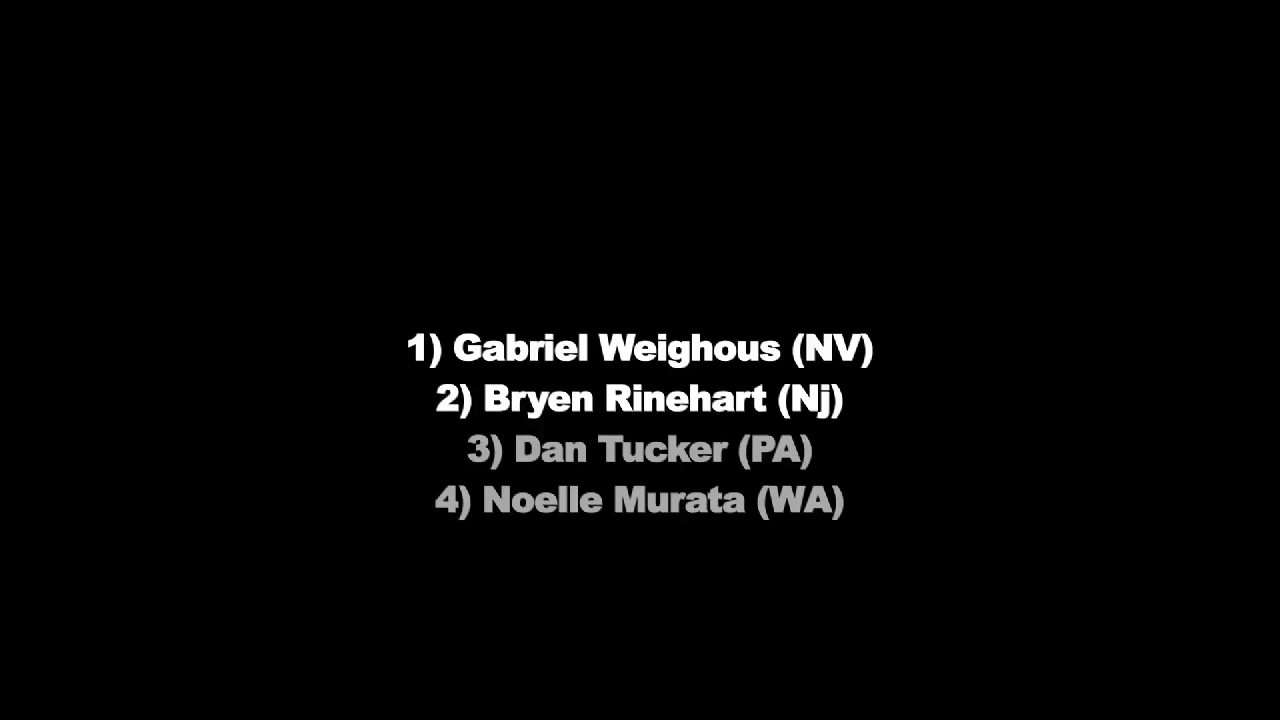 1) Gabriel Weighous (NV)
2) Bryen Rinehart (Nj)
3) Dan Tucker (PA)
4) Noelle Murata (WA)